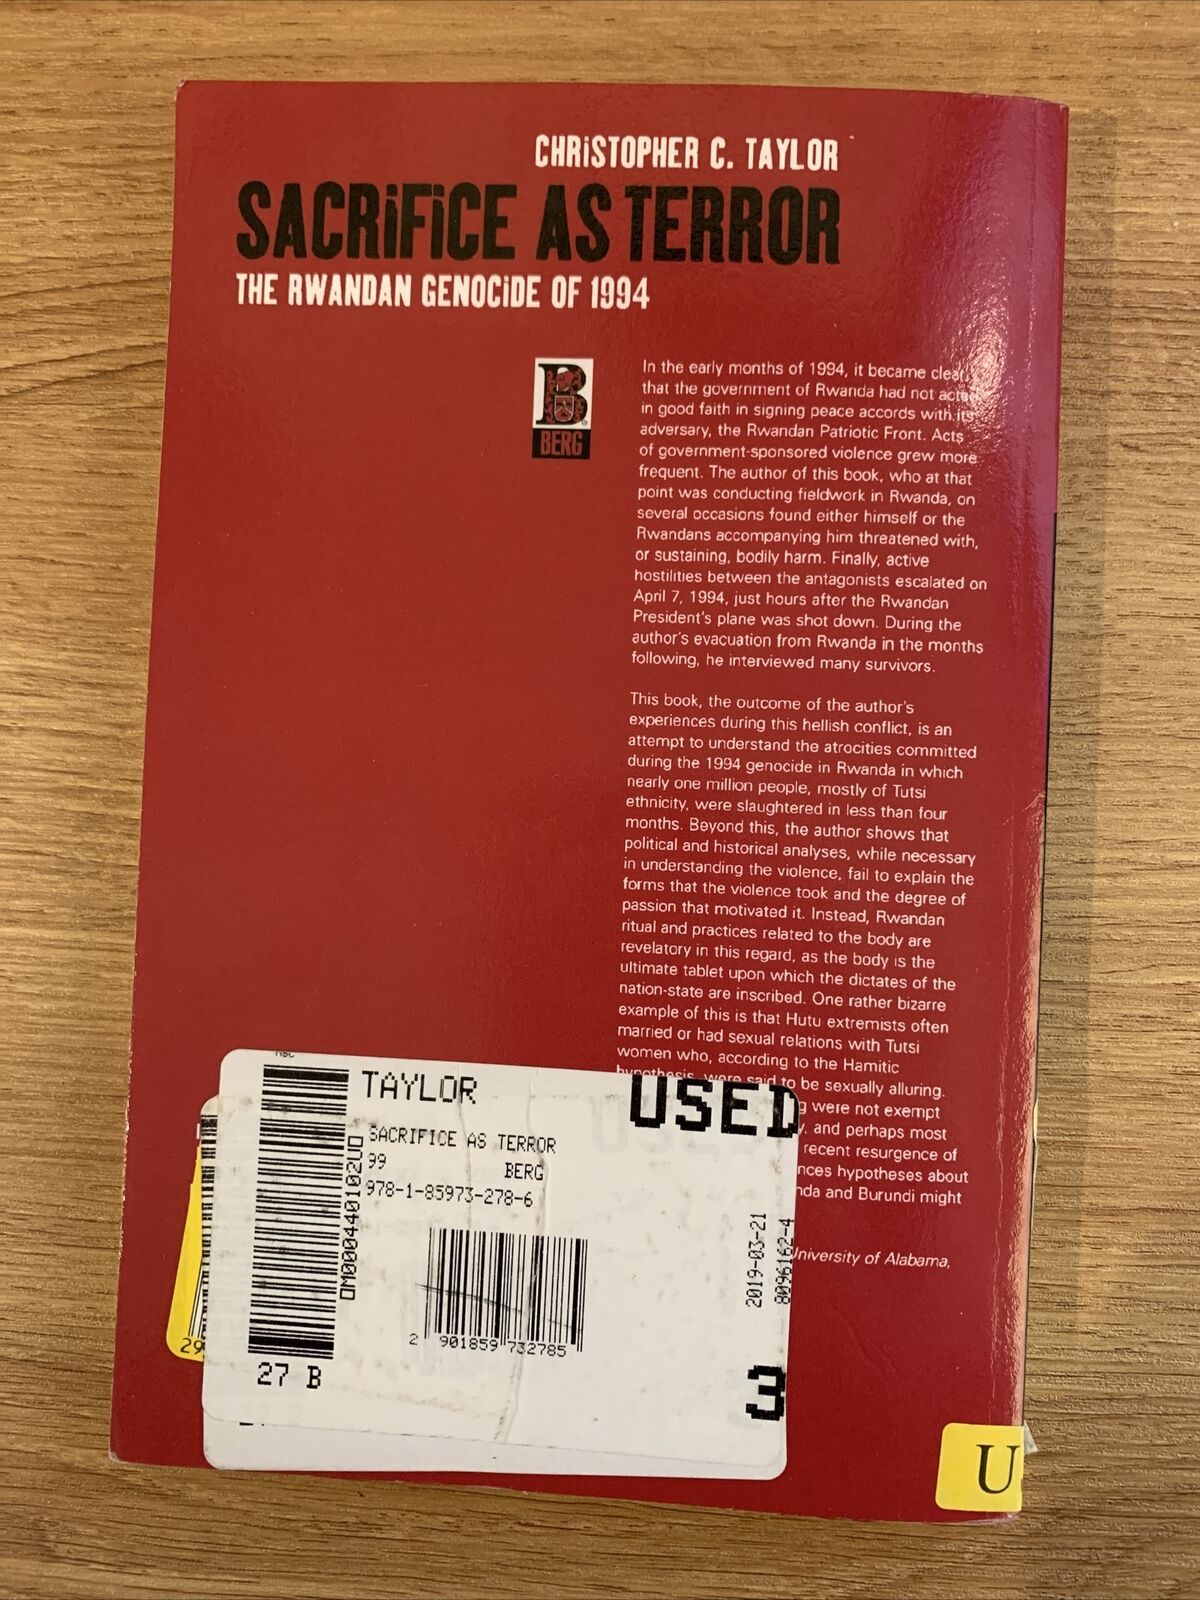 CHRiSTOPHER C. TAYLOR
SACRiFiCE AS TERROR
THE RWANDAN GENOCiDE OF 1994
B
BERG
In the early months of 1994, it became clear
that the government of Rwanda had not
in good faith in signing peace accords with its
adversary, the Rwandan Patriotic Front. Acts
of government-sponsored violence grew more
frequent. The author of this book, who at that
point was conducting fieldwork in Rwanda, on
several occasions found either himself or the
Rwandans accompanying him threatened with,
or sustaining, bodily harm. Finally, active
hostilities between the antagonists escalated on
April 7, 1994, just hours after the Rwandan
President's plane was shot down. During the
author's evacuation from Rwanda in the months
following, he interviewed many survivors.
This book, the outcome of the author's
experiences during this hellish conflict, is an
attempt to understand the atrocities committed
during the 1994 genocide in Rwanda in which
nearly one million people, mostly of Tutsi
ethnicity, were slaughtered in less than four
months. Beyond this, the author shows that
political and historical analyses, while necessary
in understanding the violence, fail to explain the
forms that the violence took and the degree of
passion that motivated it. Instead, Rwandan
ritual and practices related to the body are
revelatory in this regard, as the body is the
ultimate tablet upon which the dictates of the
nation-state are inscribed. One rather bizarre
example of this is that Hutu extremists often
married or had sexual relations with Tutsi
women who, according to the Hamitic
hypothesis, were said to be sexually alluring.
were not exempt
and perhaps most
recent resurgence of
hypotheses about
and Burundi might
University of Alabama,
TAYLOR
USED
SACRIFICE AS TERROR
99 BERG
978-1-85973-278-6
OM000440102UO
2 901859 732785
2019-03-21
8096162-4
27 B
3
29
U